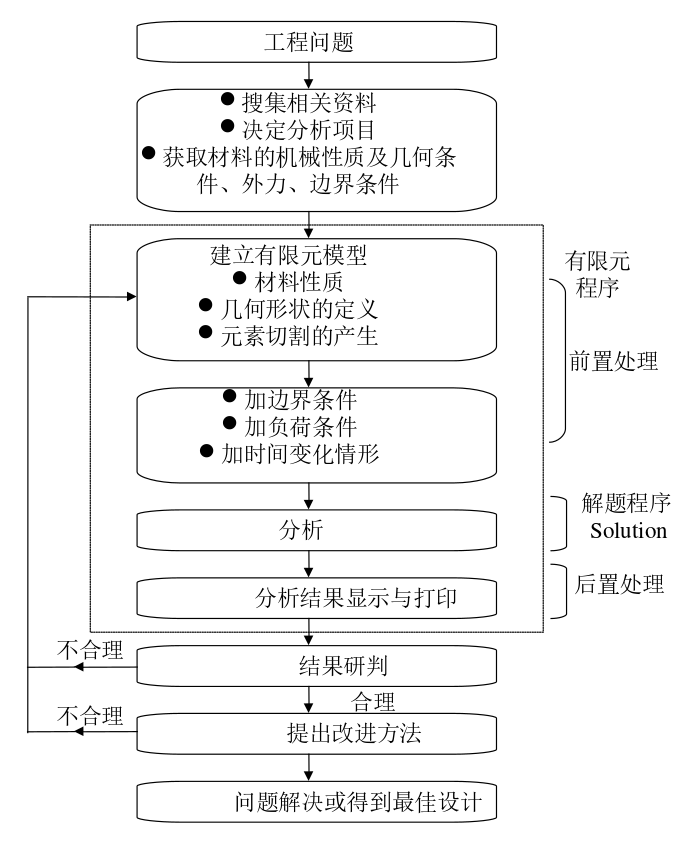 工程问题
● 搜集相关资料
● 决定分析项目
● 获取材料的机械性质及几何条
件、外力、边界条件
建立有限元模型
● 材料性质
● 几何形状的定义
● 元素切割的产生
有限元
程序
前置处理
● 加边界条件
● 加负荷条件
● 加时间变化情形
分析
解题程序
Solution
分析结果显示与打印
后置处理
不合理
结果研判
合理
不合理
提出改进方法
问题解决或得到最佳设计